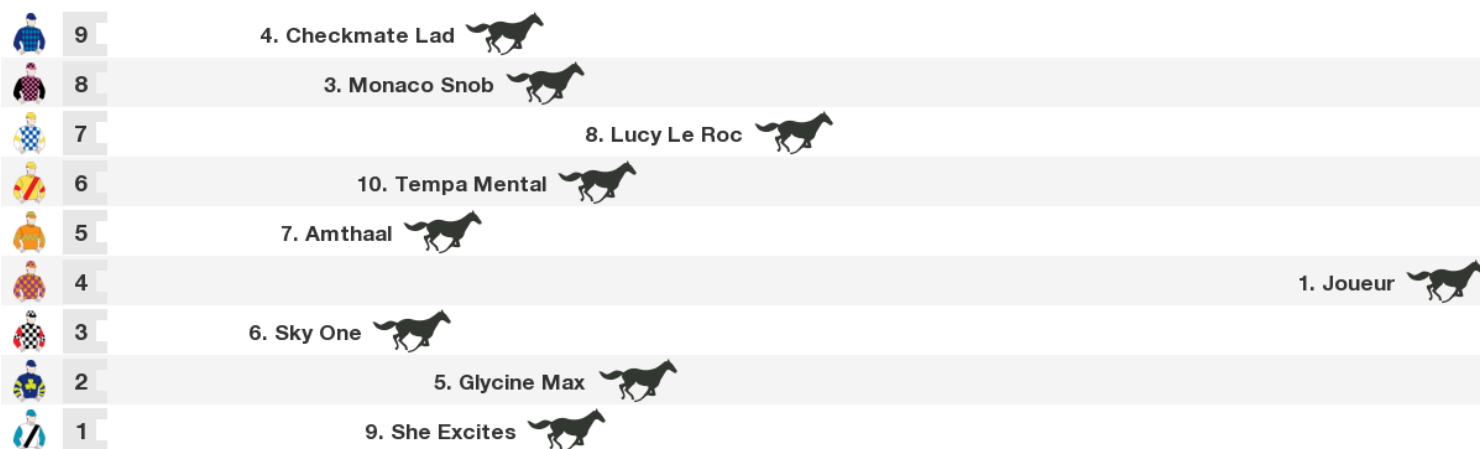 9 4. Checkmate Lad
8 3. Monaco Snob
7 8. Lucy Le Roc
6 10. Tempa Mental
5 7. Amthaal
4 1. Joueur
3 6. Sky One
2 5. Glycine Max
1 9. She Excites